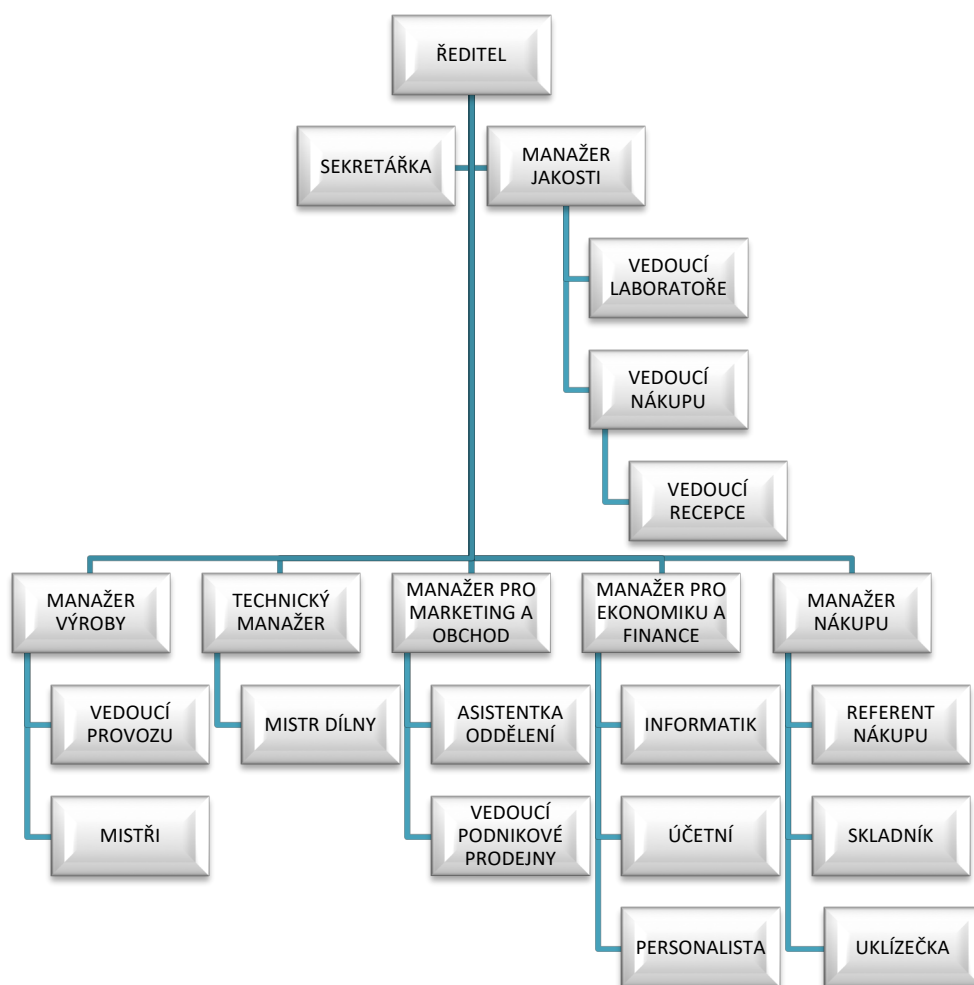 ŘEDITEL
SEKRETÁŘKA
MANAŽER
JAKOSTI
VEDOUCÍ
LABORATOŘE
VEDOUCÍ
NÁKUPU
VEDOUCÍ
RECEPCE
MANAŽER
VÝROBY
VEDOUCÍ
PROVOZU
MISTŘI
TECHNICKÝ
MANAŽER
MISTR DÍLNY
MANAŽER PRO
MARKETING A
OBCHOD
ASISTENTKA
ODDĚLENÍ
VEDOUCÍ
PODNIKOVÉ
PRODEJNY
MANAŽER PRO
EKONOMIKU A
FINANCE
INFORMATIK
ÚČETNÍ
PERSONALISTA
MANAŽER
NÁKUPU
REFERENT
NÁKUPU
SKLADNÍK
UKLÍZEČKA